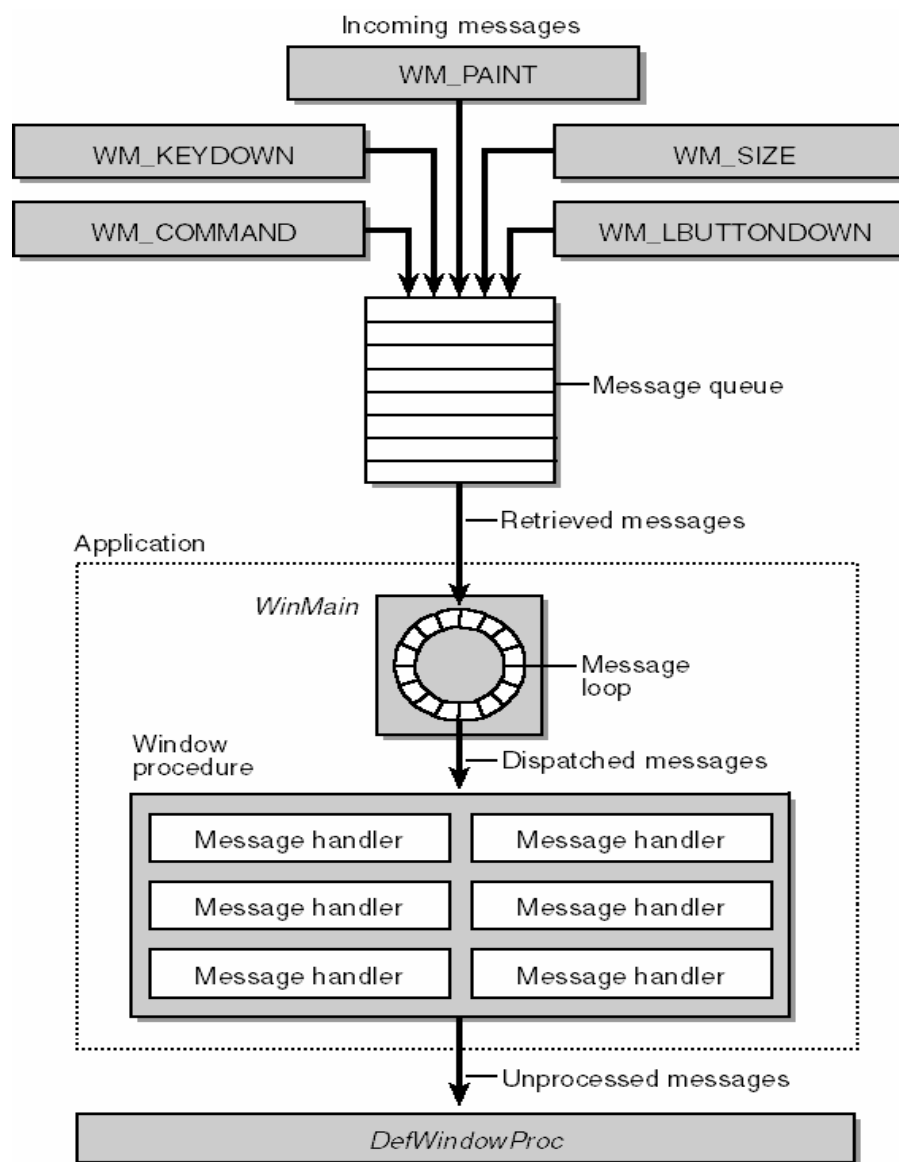 Incoming messages
WM_PAINT
WM_KEYDOWN
WM_SIZE
WM_COMMAND
WM_LBUTTONDOWN
Message queue
Retrieved messages
Application
WinMain
Message
loop
Window
procedure
Dispatched messages
Message handler
Message handler
Message handler
Message handler
Message handler
Message handler
Unprocessed messages
DefWindowProc